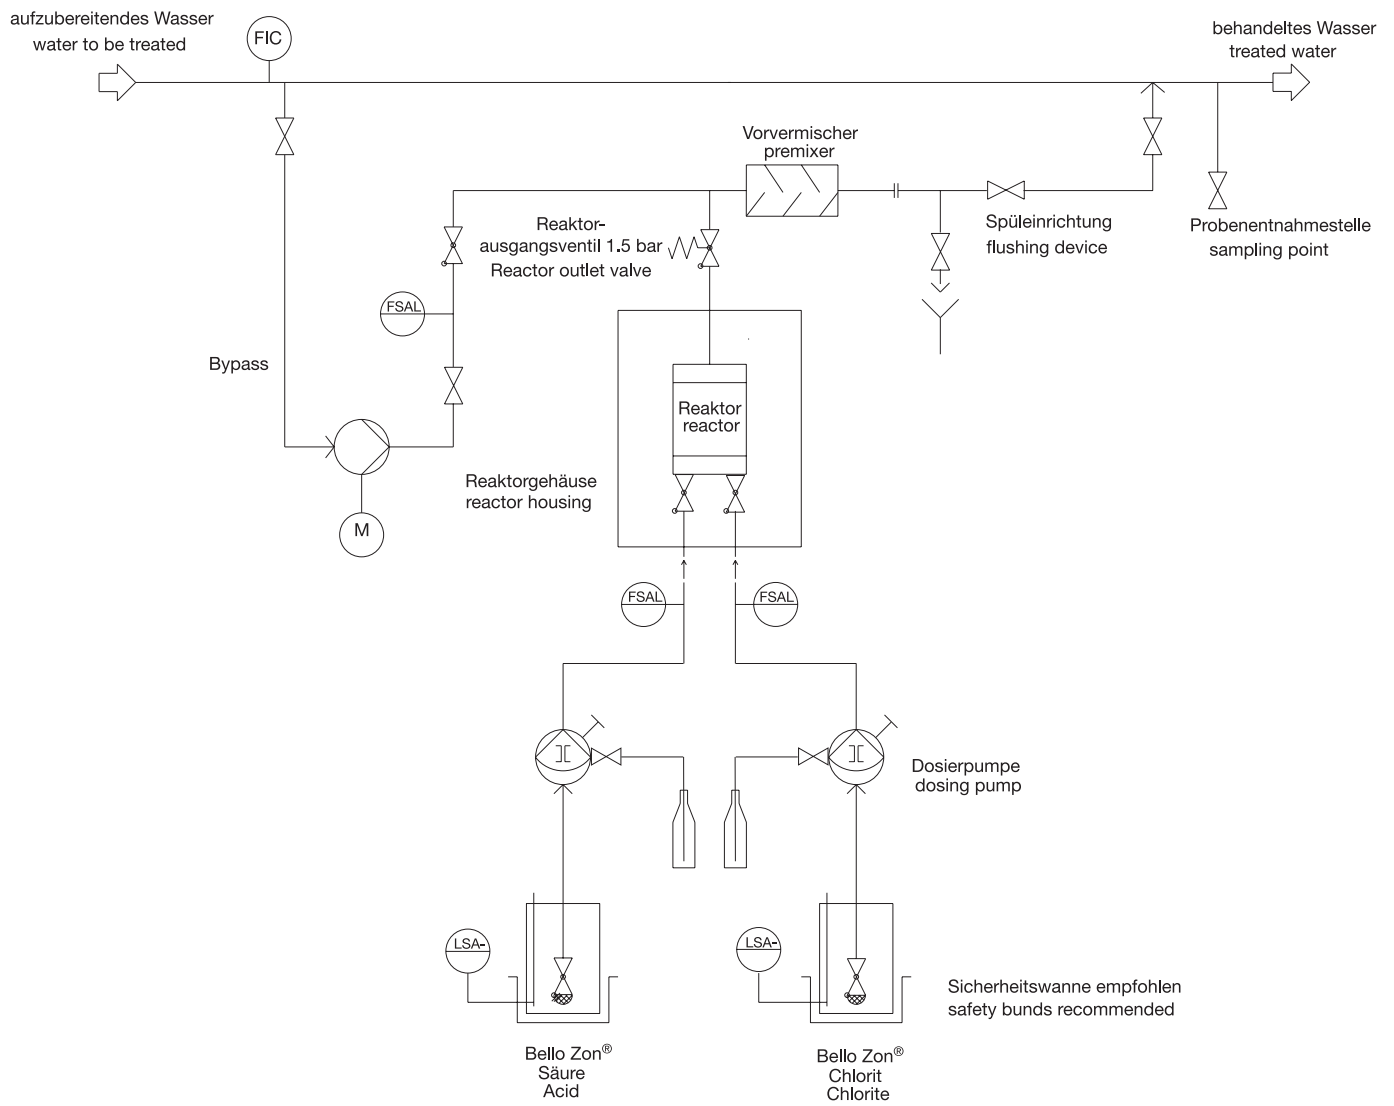 aufzubereitendes Wasser
water to be treated
FIC
behandeltes Wasser
treated water
Vorvermischer
premixer
Reaktor-
ausgangsventil 1.5 bar
Reactor outlet valve
Spüleinrichtung
flushing device
Probenentnahmestelle
sampling point
FSAL
Bypass
Reaktor
reactor
Reaktorgehäuse
reactor housing
M
FSAL
FSAL
Dosierpumpe
dosing pump
LSA-
LSA-
Sicherheitswanne empfohlen
safety bunds recommended
Bello Zon®
Säure
Acid
Bello Zon®
Chlorit
Chlorite